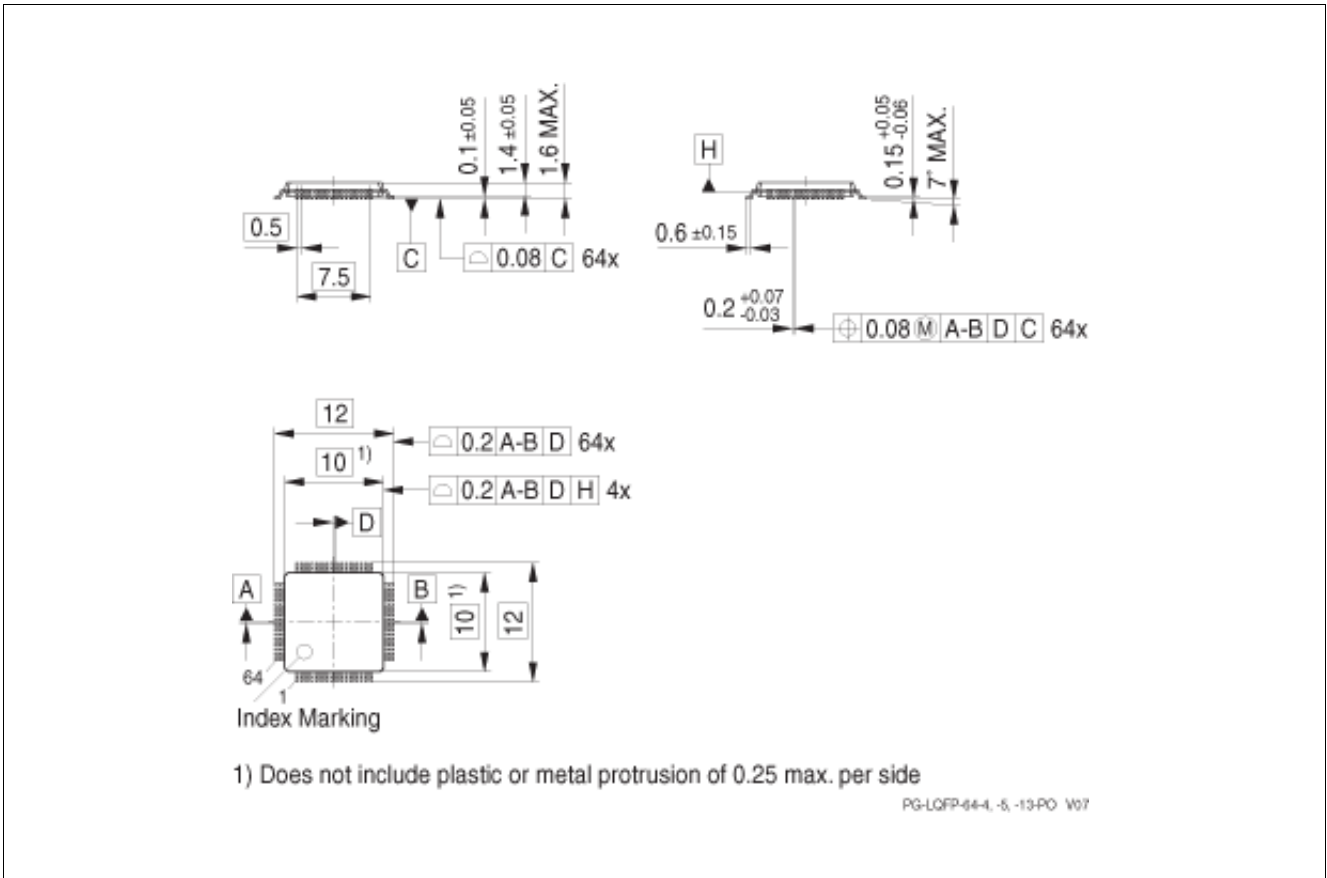 0.1 ±0.05
1.4 ±0.05
1.6 MAX.
0.5
7.5
C
⌓ 0.08 C 64x
H
0.15 +0.05 -0.06
7° MAX.
0.6 ±0.15
0.2 +0.07 -0.03
⌖ 0.08 Ⓜ A-B D C 64x
12
⌓ 0.2 A-B D 64x
10 1)
⌓ 0.2 A-B D H 4x
D
A
B
10 1)
12
64
1
Index Marking
1) Does not include plastic or metal protrusion of 0.25 max. per side
PG-LQFP-64-4, -5, -13-PO V07